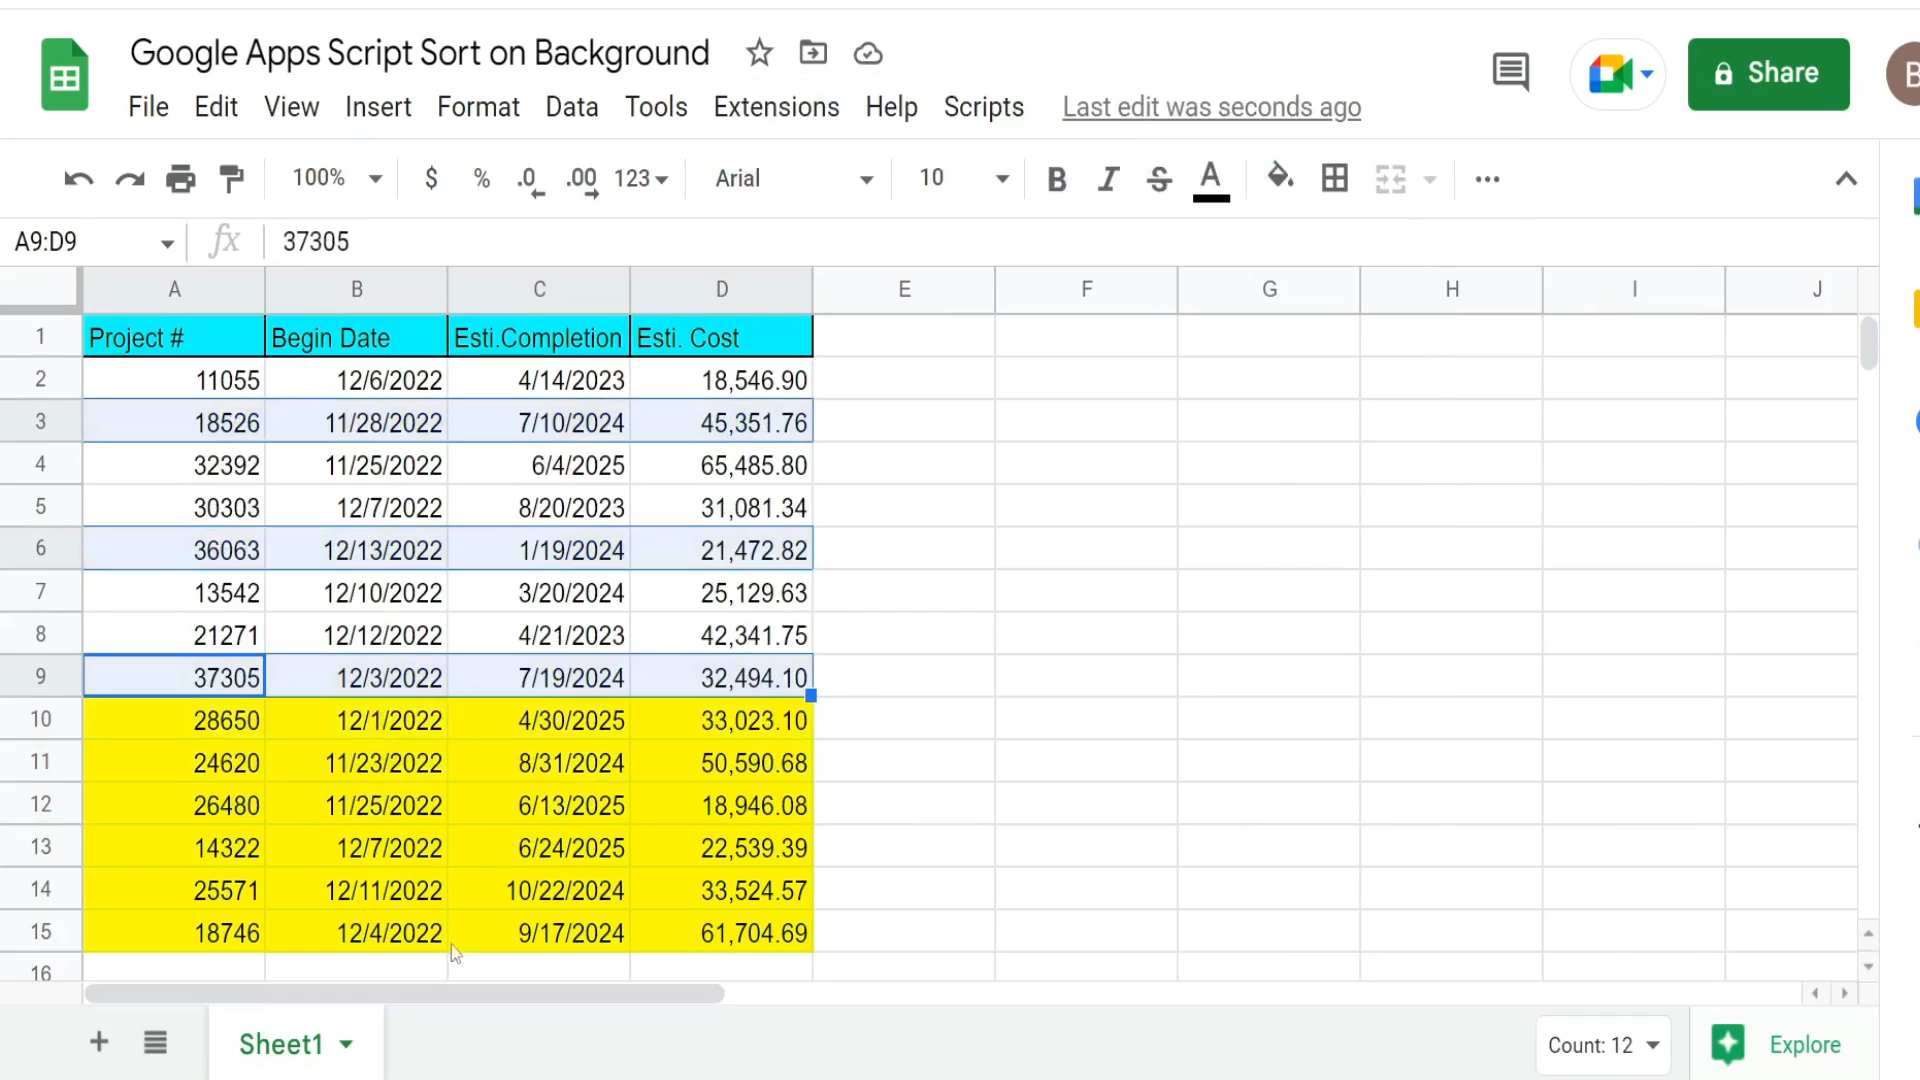 Google Apps Script Sort on Background
File Edit View Insert Format Data Tools Extensions Help Scripts Last edit was seconds ago
Share
B
100% $ % .0 .00 123 Arial 10 B I S A
A9:D9 fx 37305
A B C D E F G H I J
1 Project # Begin Date Esti.Completion Esti. Cost
2 11055 12/6/2022 4/14/2023 18,546.90
3 18526 11/28/2022 7/10/2024 45,351.76
4 32392 11/25/2022 6/4/2025 65,485.80
5 30303 12/7/2022 8/20/2023 31,081.34
6 36063 12/13/2022 1/19/2024 21,472.82
7 13542 12/10/2022 3/20/2024 25,129.63
8 21271 12/12/2022 4/21/2023 42,341.75
9 37305 12/3/2022 7/19/2024 32,494.10
10 28650 12/1/2022 4/30/2025 33,023.10
11 24620 11/23/2022 8/31/2024 50,590.68
12 26480 11/25/2022 6/13/2025 18,946.08
13 14322 12/7/2022 6/24/2025 22,539.39
14 25571 12/11/2022 10/22/2024 33,524.57
15 18746 12/4/2022 9/17/2024 61,704.69
16
Sheet1 Count: 12 Explore